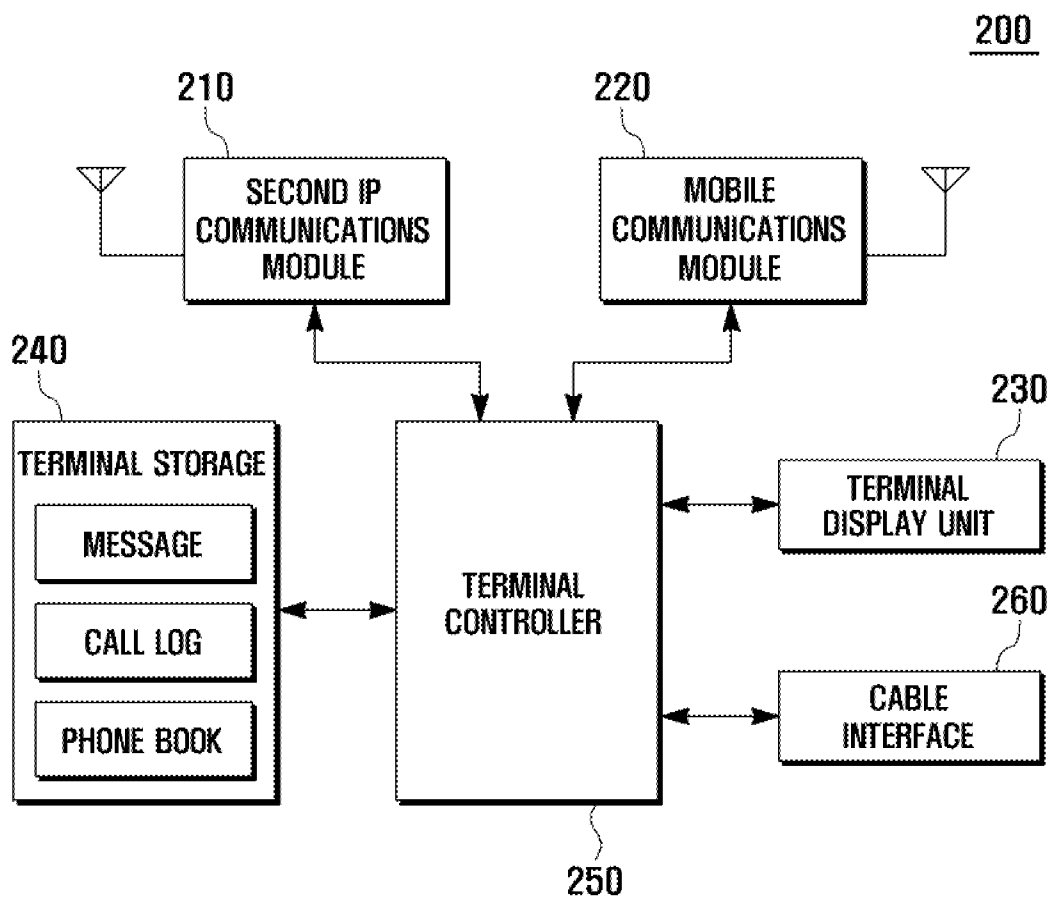 200
210
220
SECOND IP
COMMUNICATIONS
MODULE
MOBILE
COMMUNICATIONS
MODULE
240
230
TERMINAL STORAGE
MESSAGE
CALL LOG
PHONE BOOK
TERMINAL
CONTROLLER
TERMINAL
DISPLAY UNIT
260
CABLE
INTERFACE
250